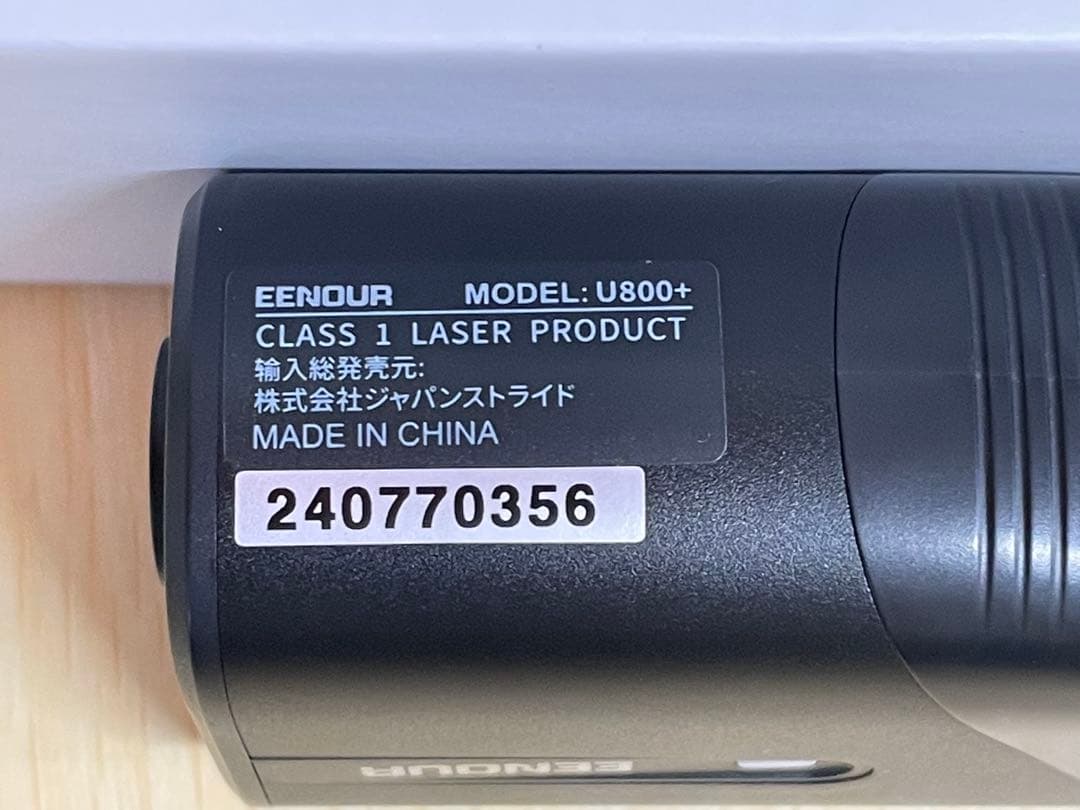 EENOUR MODEL: U800+
CLASS 1 LASER PRODUCT
输入総発売元:
株式会社ジャパンストライド
MADE IN CHINA
240770356
EENOUR